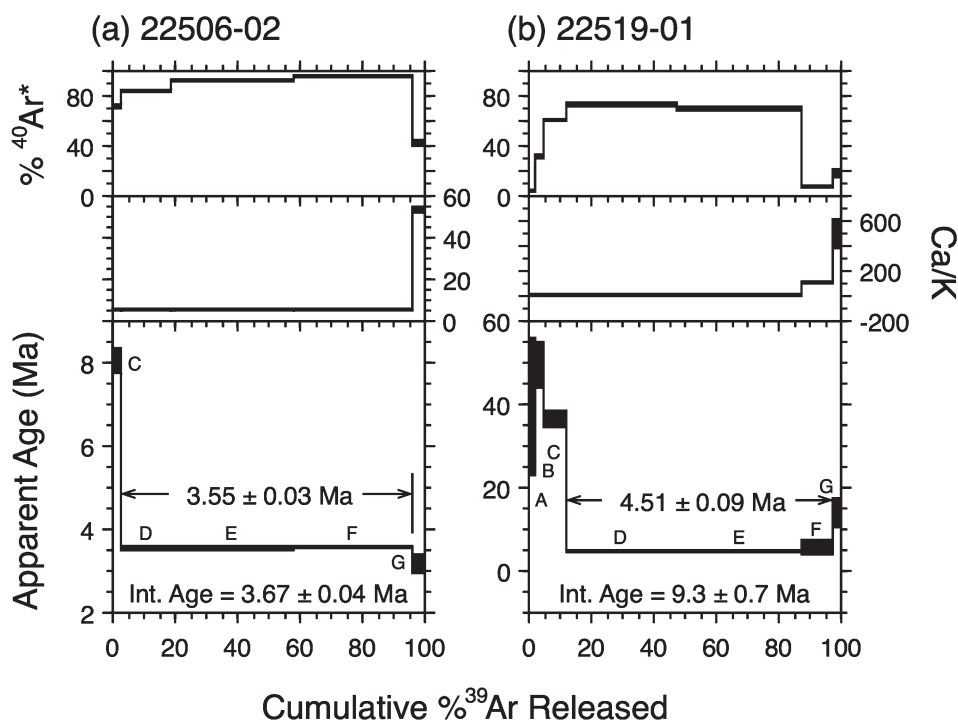 (a) 22506-02
(b) 22519-01
% 40Ar*
80
40
0
80
40
0
60
40
20
0
Ca/K
600
200
-200
Apparent Age (Ma)
8
6
4
2
C
3.55 ± 0.03 Ma
D E F
G
Int. Age = 3.67 ± 0.04 Ma
60
40
20
0
C
B
A
G
4.51 ± 0.09 Ma
D E F
Int. Age = 9.3 ± 0.7 Ma
0 20 40 60 80 100
0 20 40 60 80 100
Cumulative %39Ar Released